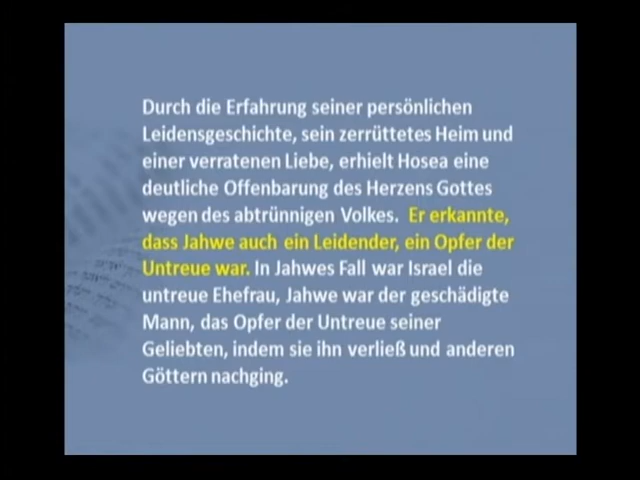 Durch die Erfahrung seiner persönlichen
Leidensgeschichte, sein zerrüttetes Heim und
einer verratenen Liebe, erhielt Hosea eine
deutliche Offenbarung des Herzens Gottes
wegen des abtrünnigen Volkes. Er erkannte,
dass Jahwe auch ein Leidender, ein Opfer der
Untreue war. In Jahwes Fall war Israel die
untreue Ehefrau, Jahwe war der geschädigte
Mann, das Opfer der Untreue seiner
Geliebten, indem sie ihn verließ und anderen
Göttern nachging.